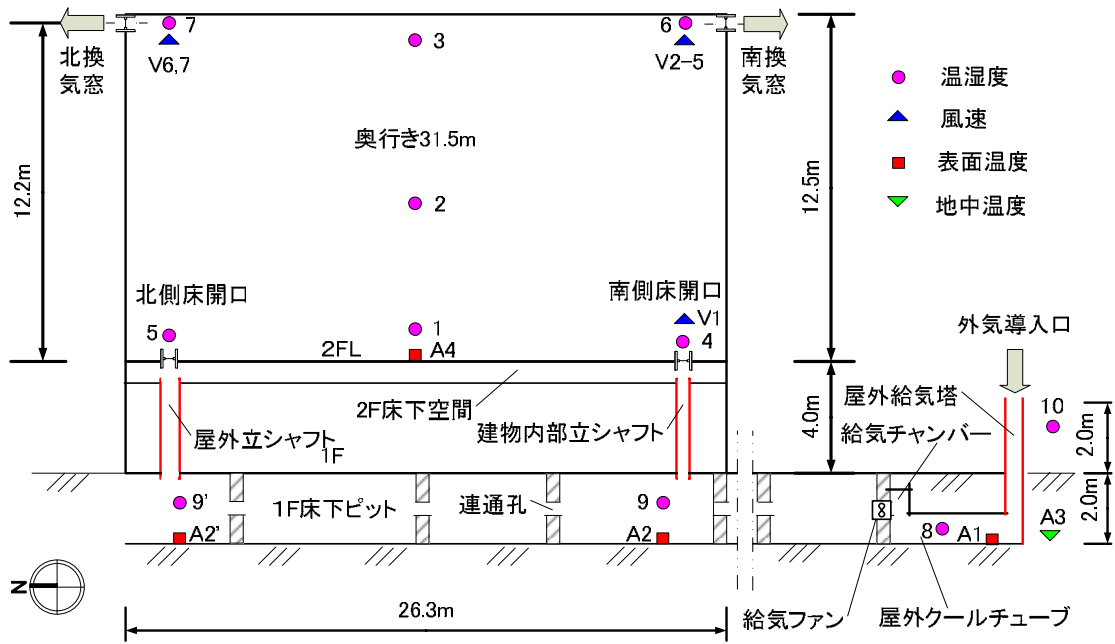 7
3
6
北換
気窓
V6,7
V2-5
南換
気窓
温湿度
風速
表面温度
地中温度
奥行き31.5m
12.2m
12.5m
2
北側床開口
南側床開口
5
1
V1
4
2FL
A4
外気導入口
2F床下空間
屋外立シャフト
1F
建物内部立シャフト
4.0m
屋外給気塔
給気チャンバー
10
2.0m
9'
1F床下ピット
連通孔
9
8
8
A2'
A2
A1
A3
2.0m
N
26.3m
給気ファン
屋外クールチューブ